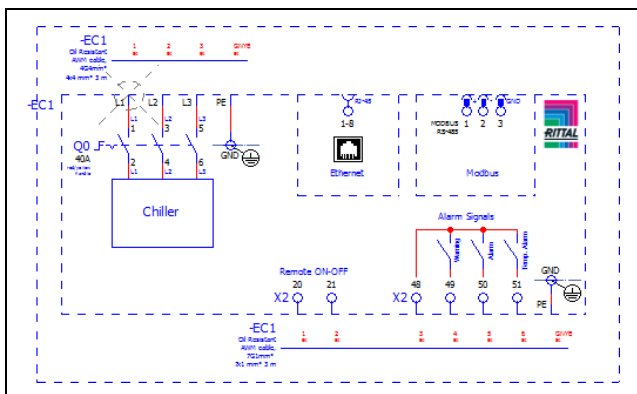 -EC1
Oil Resistant
AWM cable,
4G4mm²
4x4 mm² 3 m
1 2 3 GNYE
-EC1
L1 L2 L3 PE
L1 L2 L3
1 3 5
Q0
40A
red/yellow
handle
2 4 6
L1 L2 L3
GND
Chiller
RJ-45
1-8
Ethernet
+ - GND
MODBUS
RS-485
1 2 3
Modbus
RITTAL
Alarm Signals
Warning
Alarm
Temp. Alarm
Remote ON-OFF
X2
20 21
X2
48 49 50 51
GND
PE
-EC1
Oil Resistant
AWM cable,
7G1mm²
7x1 mm² 3 m
1 2 3 4 5 6 GNYE